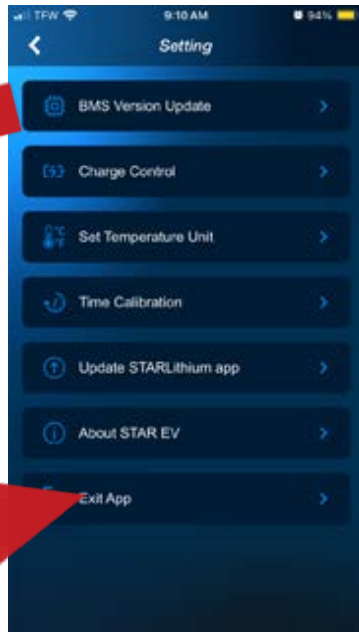 TFW 9:10 AM 94%
Setting
BMS Version Update
Charge Control
Set Temperature Unit
Time Calibration
Update STARLithium app
About STAR EV
Exit App